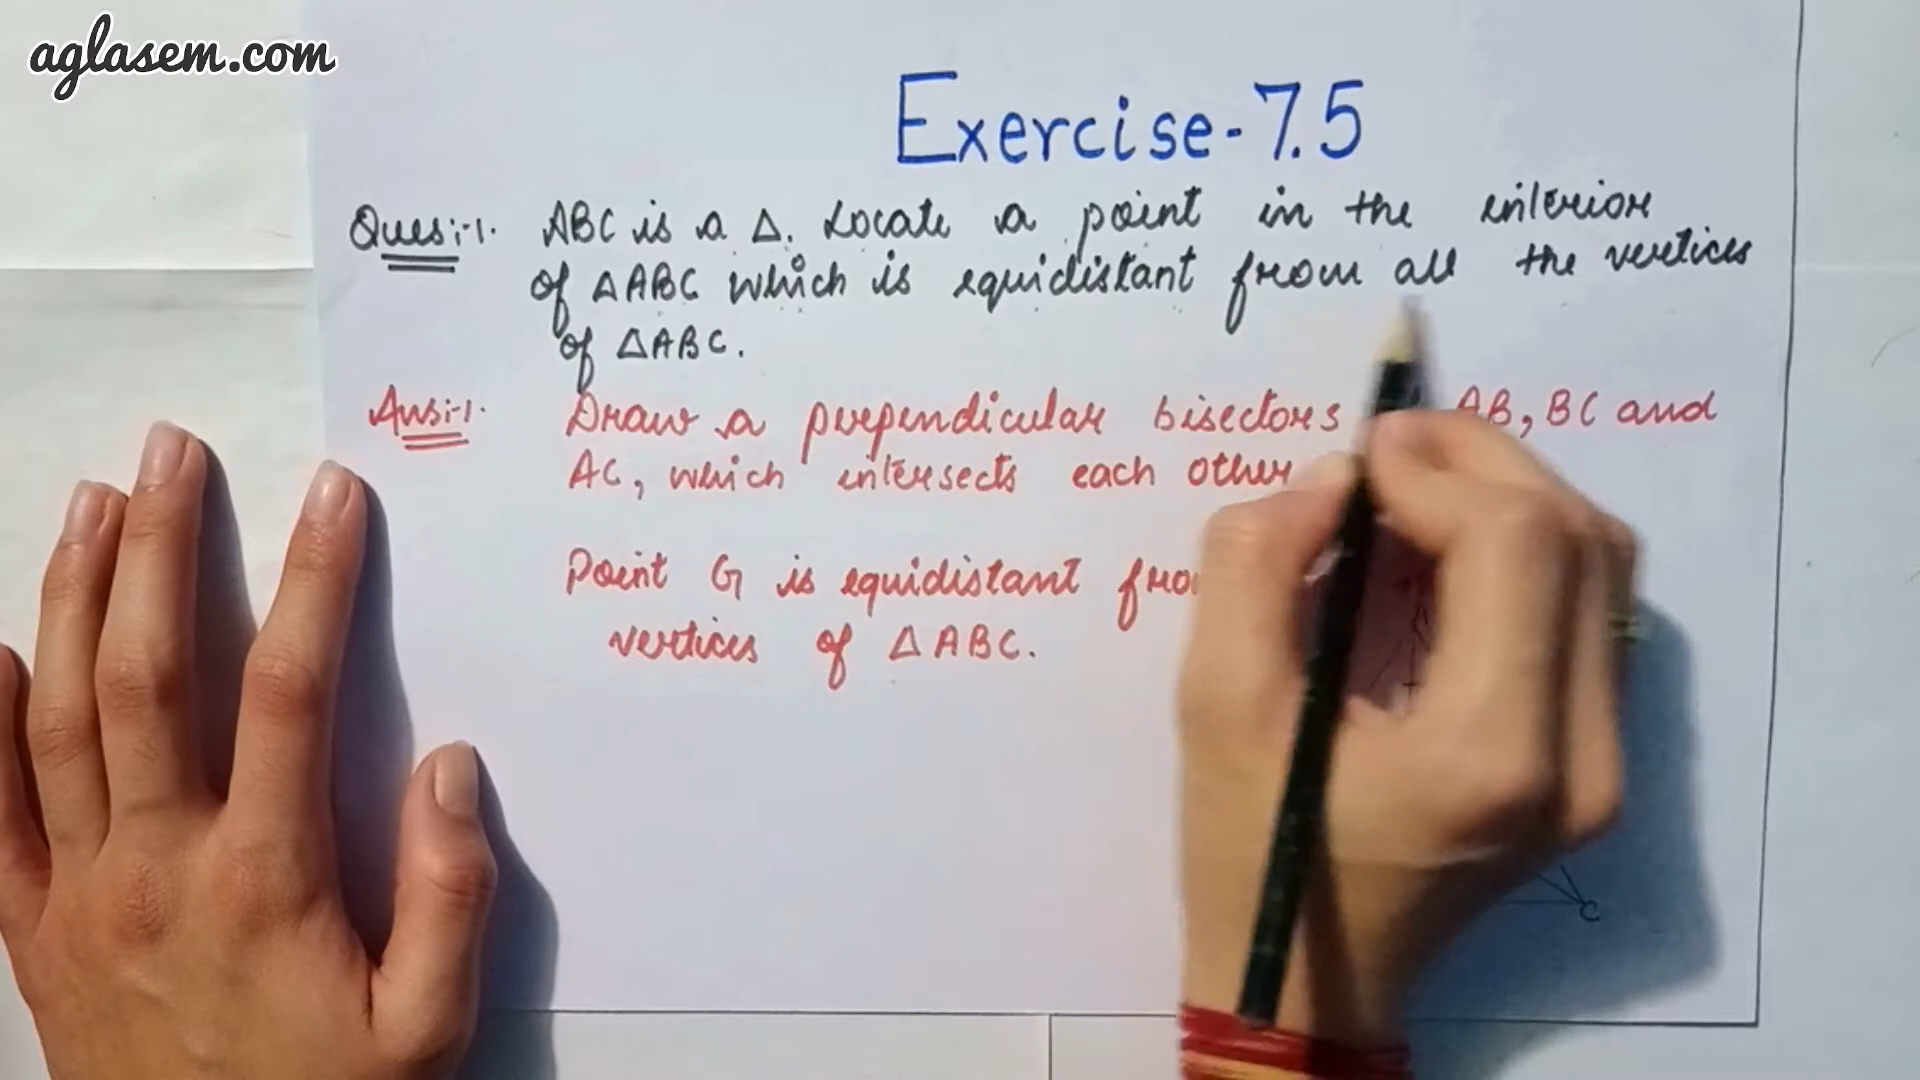 aglasem.com
Exercise-7.5
Ques:-1. ABC is a Δ. Locate a point in the interior
of ΔABC which is equidistant from all the vertices
of ΔABC.
Ans:-1. Draw a perpendicular bisectors AB, BC and
AC, which intersects each other
Point G is equidistant
vertices of ΔABC.
C